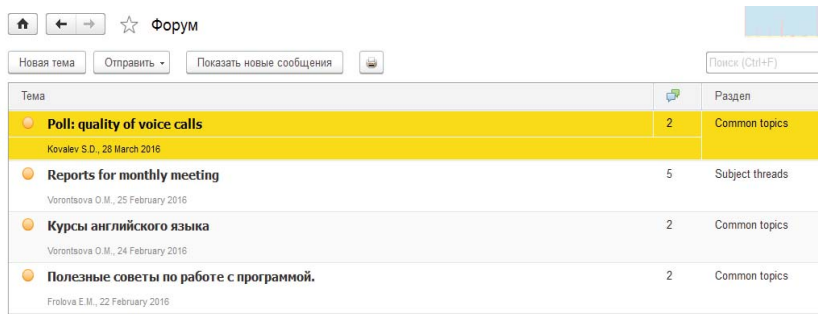 Форум
Новая тема Отправить Показать новые сообщения Поиск (Ctrl+F)
Тема Раздел
Poll: quality of voice calls 2 Common topics
Kovalev S.D., 28 March 2016
Reports for monthly meeting 5 Subject threads
Vorontsova O.M., 25 February 2016
Курсы английского языка 2 Common topics
Vorontsova O.M., 24 February 2016
Полезные советы по работе с программой. 2 Common topics
Frolova E.M., 22 February 2016